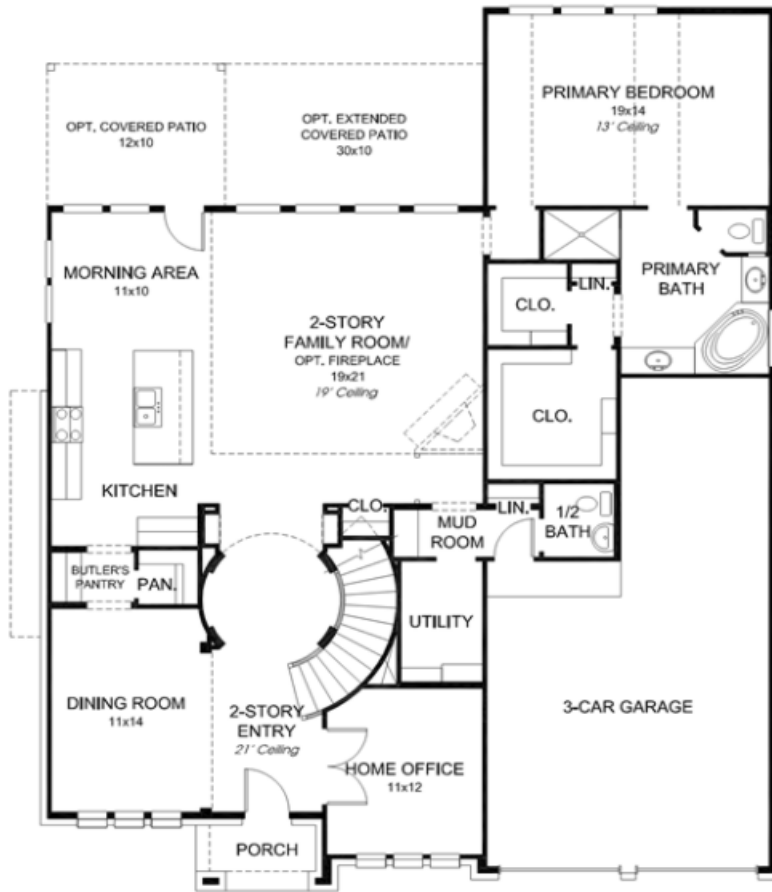 PRIMARY BEDROOM
19x14
13' Ceiling
OPT. COVERED PATIO
12x10
OPT. EXTENDED
COVERED PATIO
30x10
MORNING AREA
11x10
PRIMARY
BATH
LIN.
CLO.
2-STORY
FAMILY ROOM/
OPT. FIREPLACE
19x21
19' Ceiling
CLO.
KITCHEN
CLO.
LIN.
1/2
BATH
MUD
ROOM
BUTLER'S
PANTRY
PAN.
UTILITY
DINING ROOM
11x14
2-STORY
ENTRY
21' Ceiling
3-CAR GARAGE
HOME OFFICE
11x12
PORCH